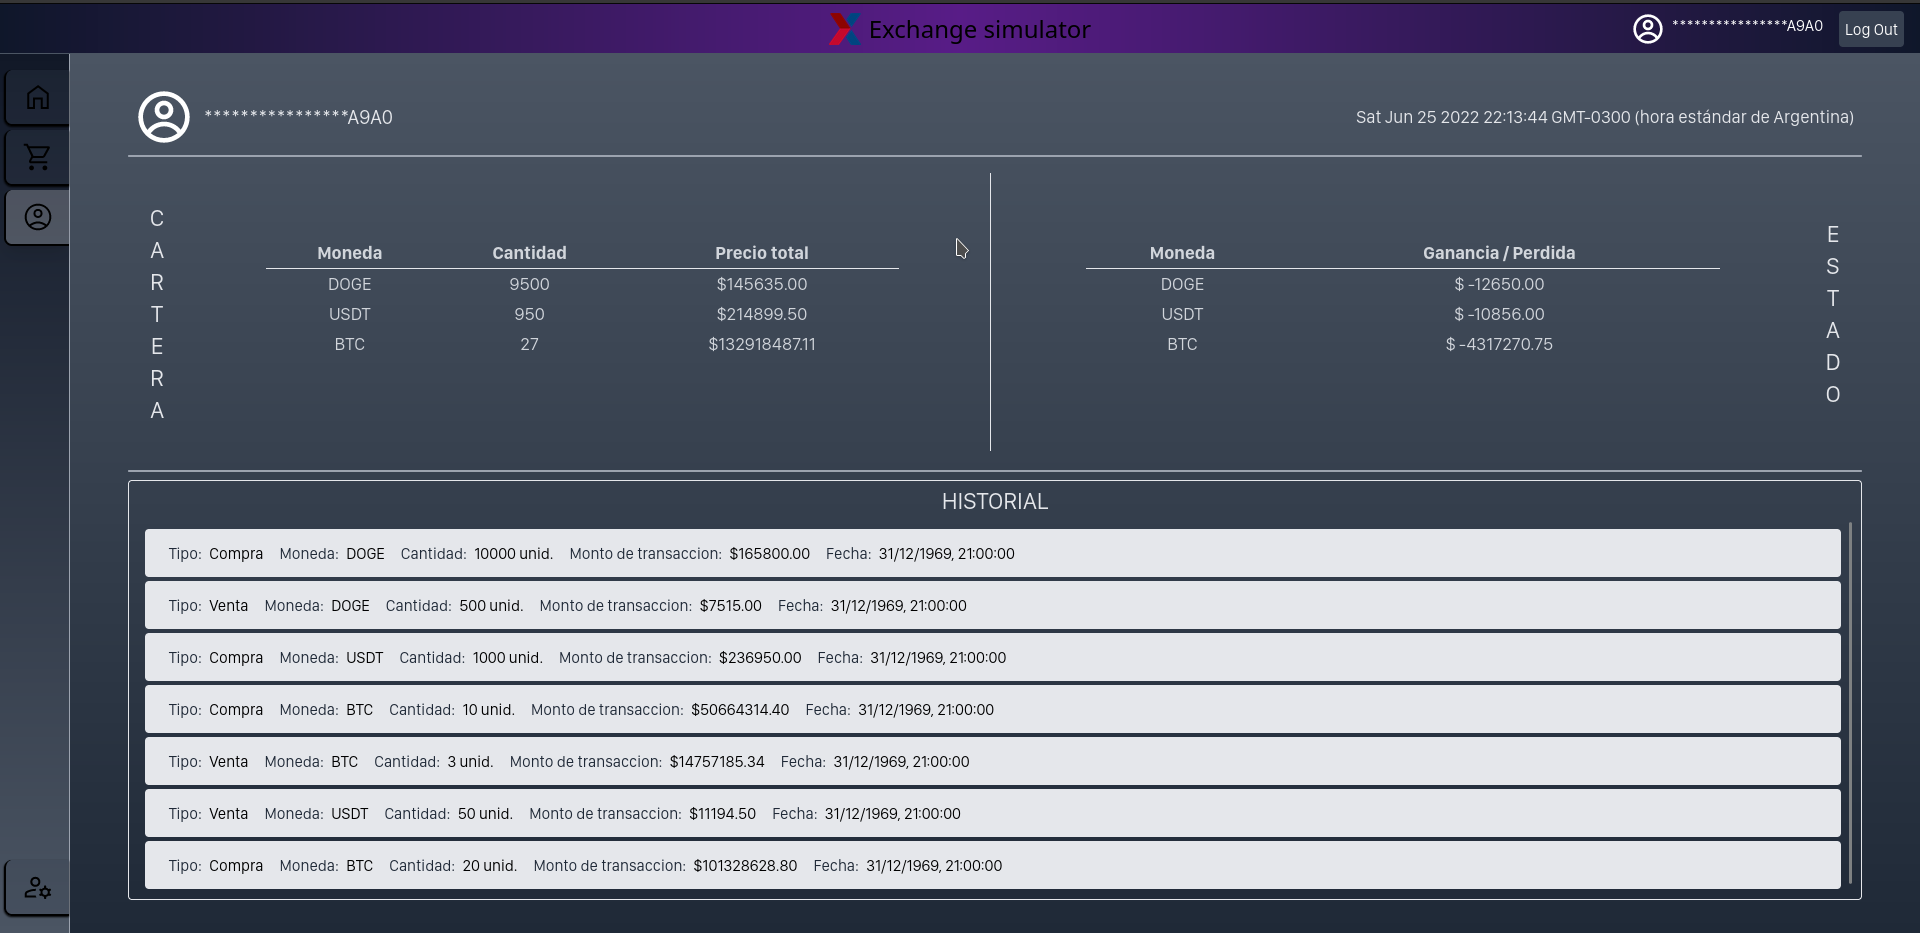 Exchange simulator
****************A9A0 Log Out
****************A9A0
Sat Jun 25 2022 22:13:44 GMT-0300 (hora estándar de Argentina)
CARTERA
Moneda Cantidad Precio total
DOGE 9500 $145635.00
USDT 950 $214899.50
BTC 27 $132918487.11
Moneda Ganancia / Perdida
DOGE $ -12650.00
USDT $ -10856.00
BTC $ -4317270.75
ESTADO
HISTORIAL
Tipo: Compra Moneda: DOGE Cantidad: 10000 unid. Monto de transaccion: $165800.00 Fecha: 31/12/1969, 21:00:00
Tipo: Venta Moneda: DOGE Cantidad: 500 unid. Monto de transaccion: $7515.00 Fecha: 31/12/1969, 21:00:00
Tipo: Compra Moneda: USDT Cantidad: 1000 unid. Monto de transaccion: $236950.00 Fecha: 31/12/1969, 21:00:00
Tipo: Compra Moneda: BTC Cantidad: 10 unid. Monto de transaccion: $50664314.40 Fecha: 31/12/1969, 21:00:00
Tipo: Venta Moneda: BTC Cantidad: 3 unid. Monto de transaccion: $14757185.34 Fecha: 31/12/1969, 21:00:00
Tipo: Venta Moneda: USDT Cantidad: 50 unid. Monto de transaccion: $11194.50 Fecha: 31/12/1969, 21:00:00
Tipo: Compra Moneda: BTC Cantidad: 20 unid. Monto de transaccion: $101328628.80 Fecha: 31/12/1969, 21:00:00